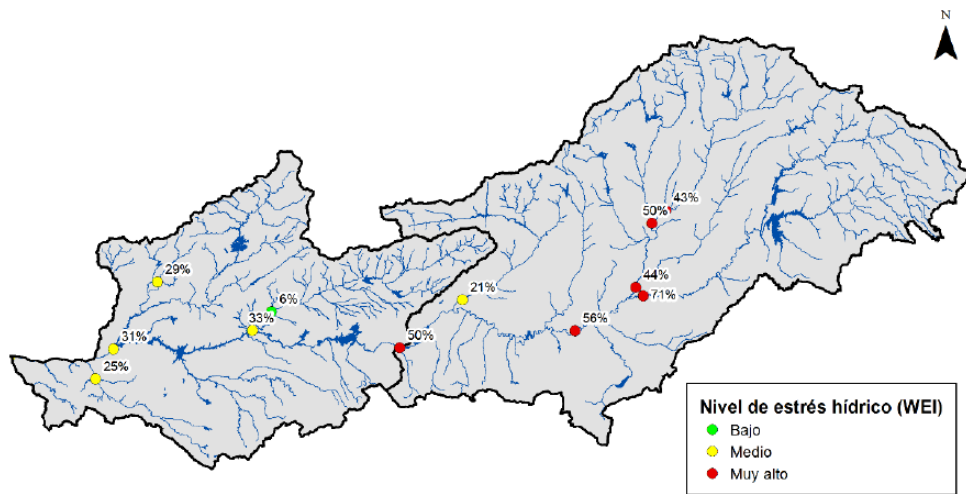 N
43%
50%
29%
44%
71%
6%
21%
33%
56%
31%
50%
25%
Nivel de estrés hídrico (WEI)
Bajo
Medio
Muy alto